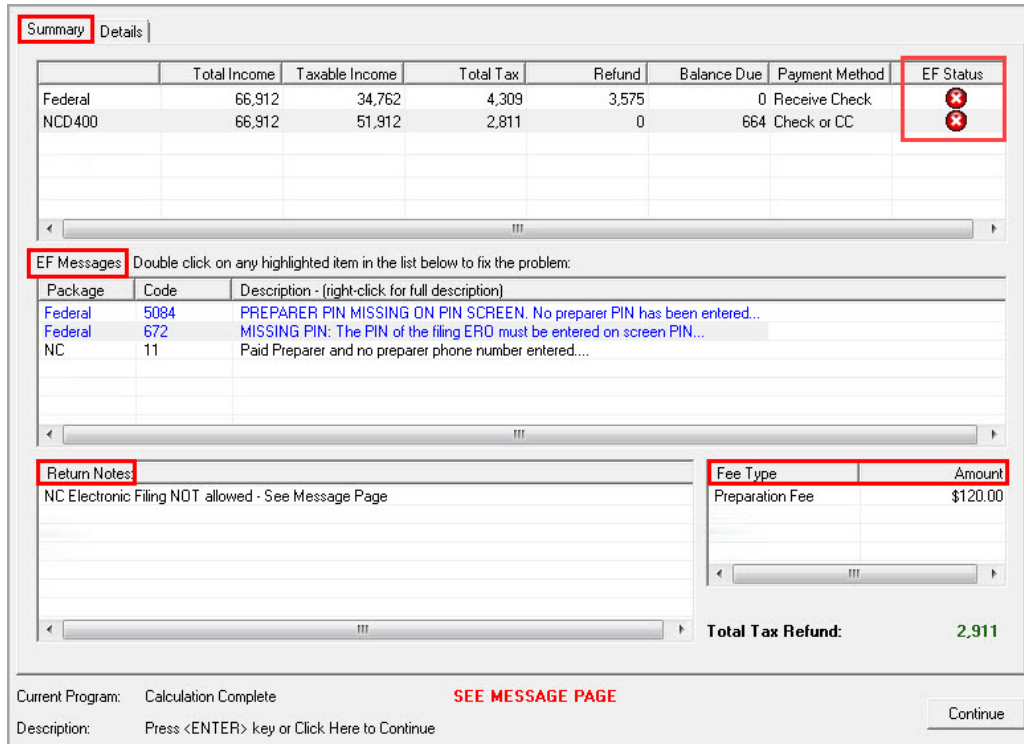 Summary Details
Total Income Taxable Income Total Tax Refund Balance Due Payment Method EF Status
Federal 66,912 34,762 4,309 3,575 0 Receive Check
NCD400 66,912 51,912 2,811 0 664 Check or CC
EF Messages Double click on any highlighted item in the list below to fix the problem:
Package Code Description - (right-click for full description)
Federal 5084 PREPARER PIN MISSING ON PIN SCREEN. No preparer PIN has been entered...
Federal 672 MISSING PIN: The PIN of the filing ERO must be entered on screen PIN...
NC 11 Paid Preparer and no preparer phone number entered....
Return Notes: Fee Type Amount
NC Electronic Filing NOT allowed - See Message Page Preparation Fee $120.00
Total Tax Refund: 2,911
Current Program: Calculation Complete SEE MESSAGE PAGE
Continue
Description: Press <ENTER> key or Click Here to Continue